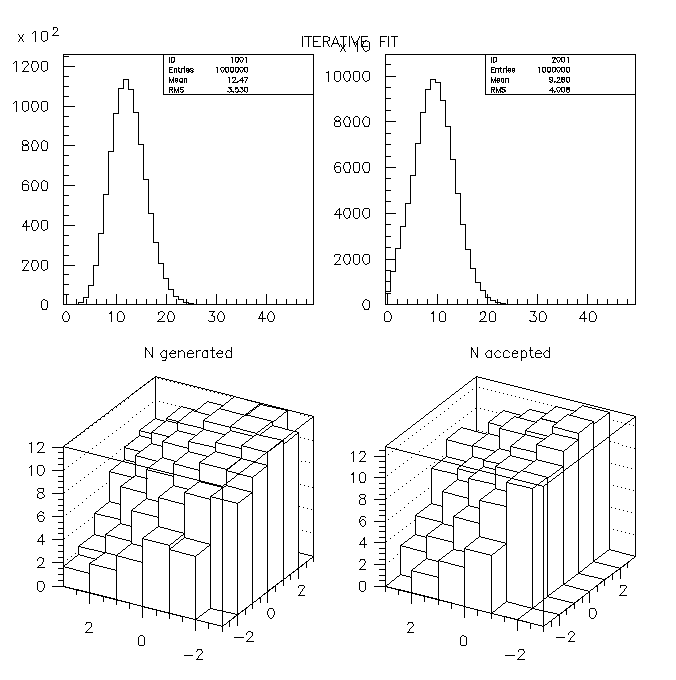 ITERATIVE FIT
x 10 2
ID 1001
Entries 1000000
Mean 12.47
RMS 3.530
1200
1000
800
600
400
200
0
0 10 20 30 40
N generated
x 10
ID 2001
Entries 1000000
Mean 9.280
RMS 4.008
10000
8000
6000
4000
2000
0
0 10 20 30 40
N accepted
12
10
8
6
4
2
0
2 0 -2
-2 0 2
12
10
8
6
4
2
0
2 0 -2
-2 0 2